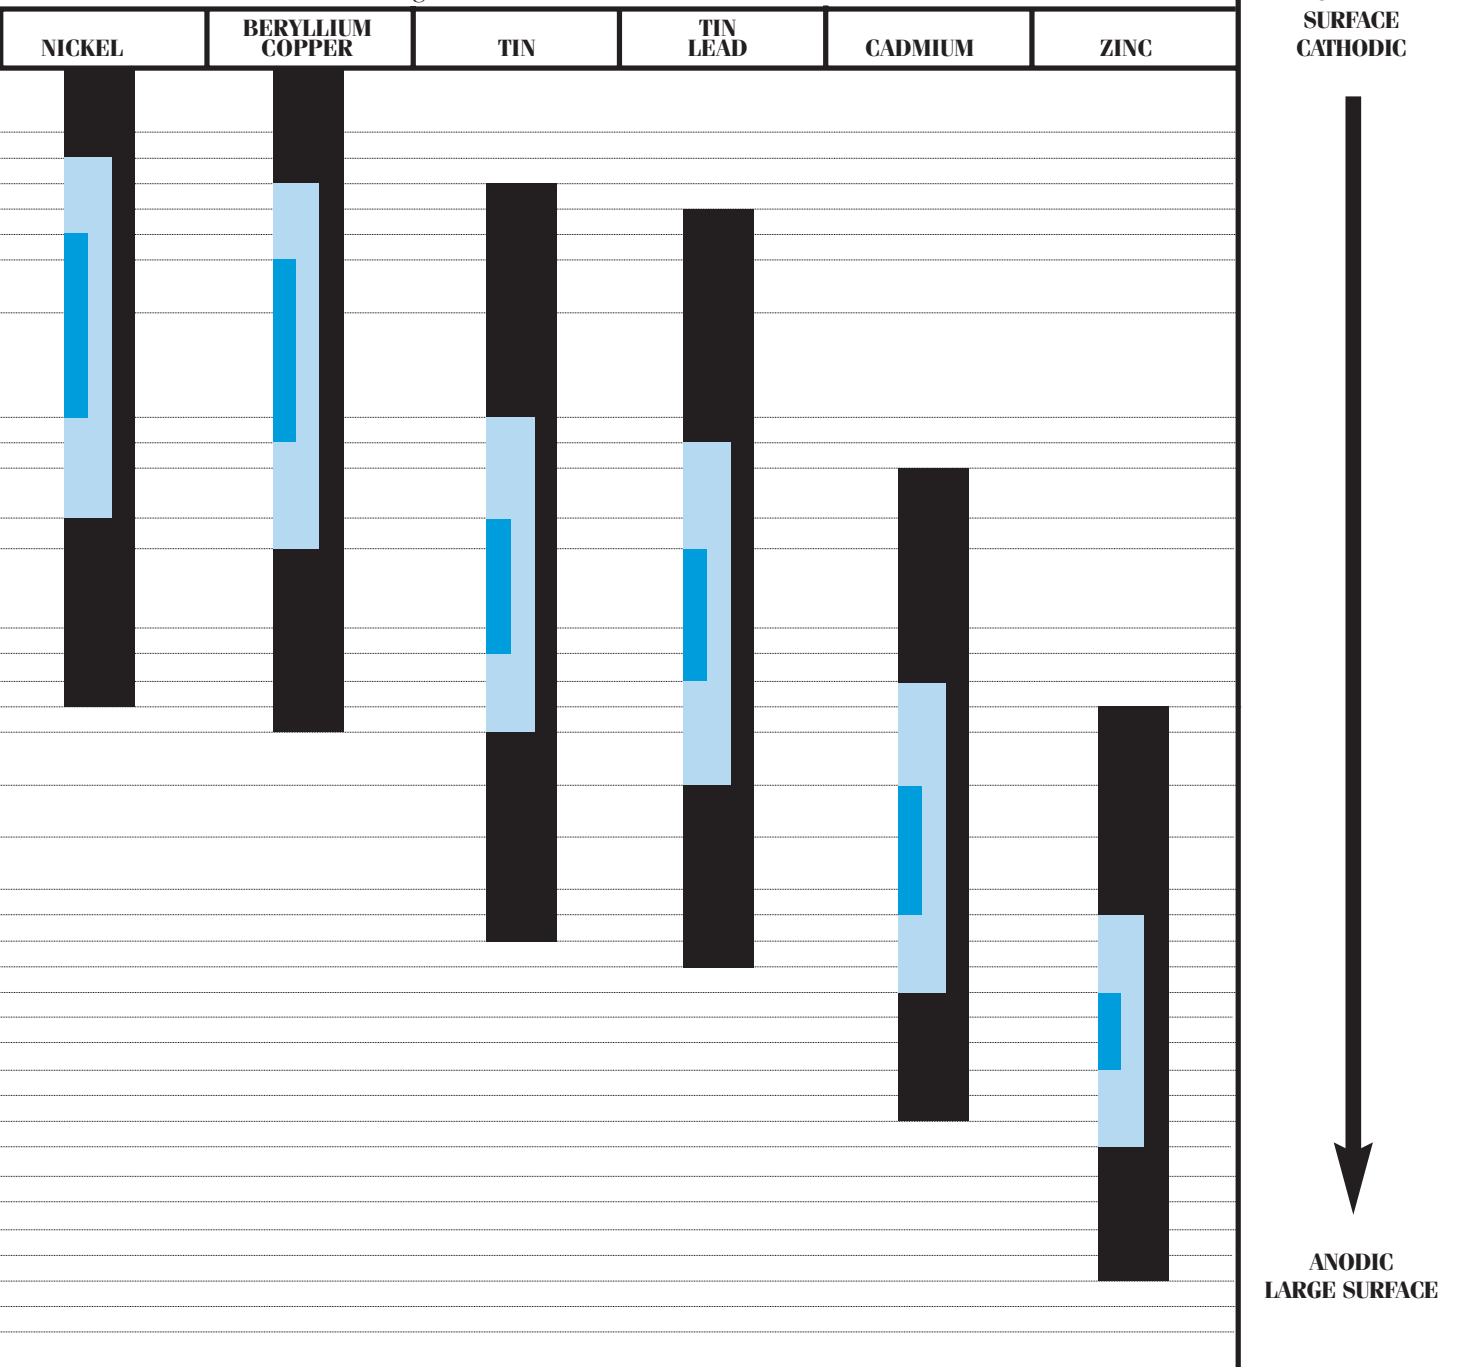 NICKEL
BERYLLIUM
COPPER
TIN
TIN
LEAD
CADMIUM
ZINC
SURFACE
CATHODIC
ANODIC
LARGE SURFACE